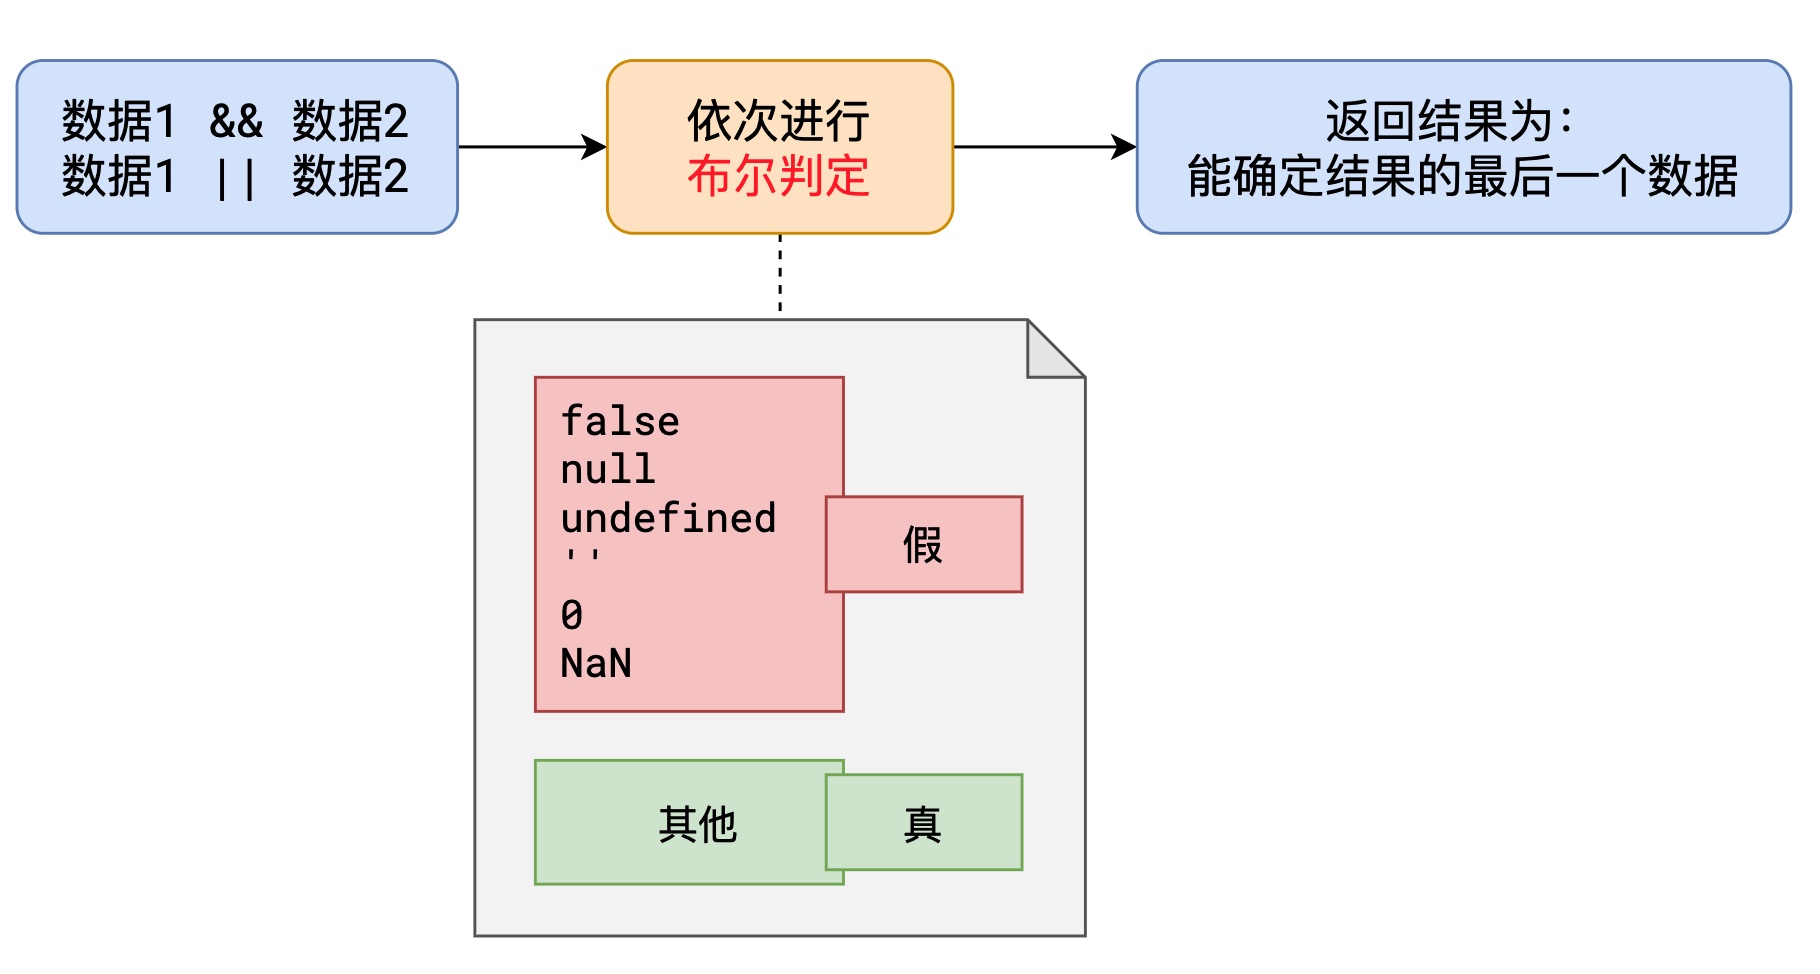 数据1 && 数据2
数据1 || 数据2
依次进行
布尔判定
返回结果为：
能确定结果的最后一个数据
false
null
undefined
''
0
NaN
假
其他
真